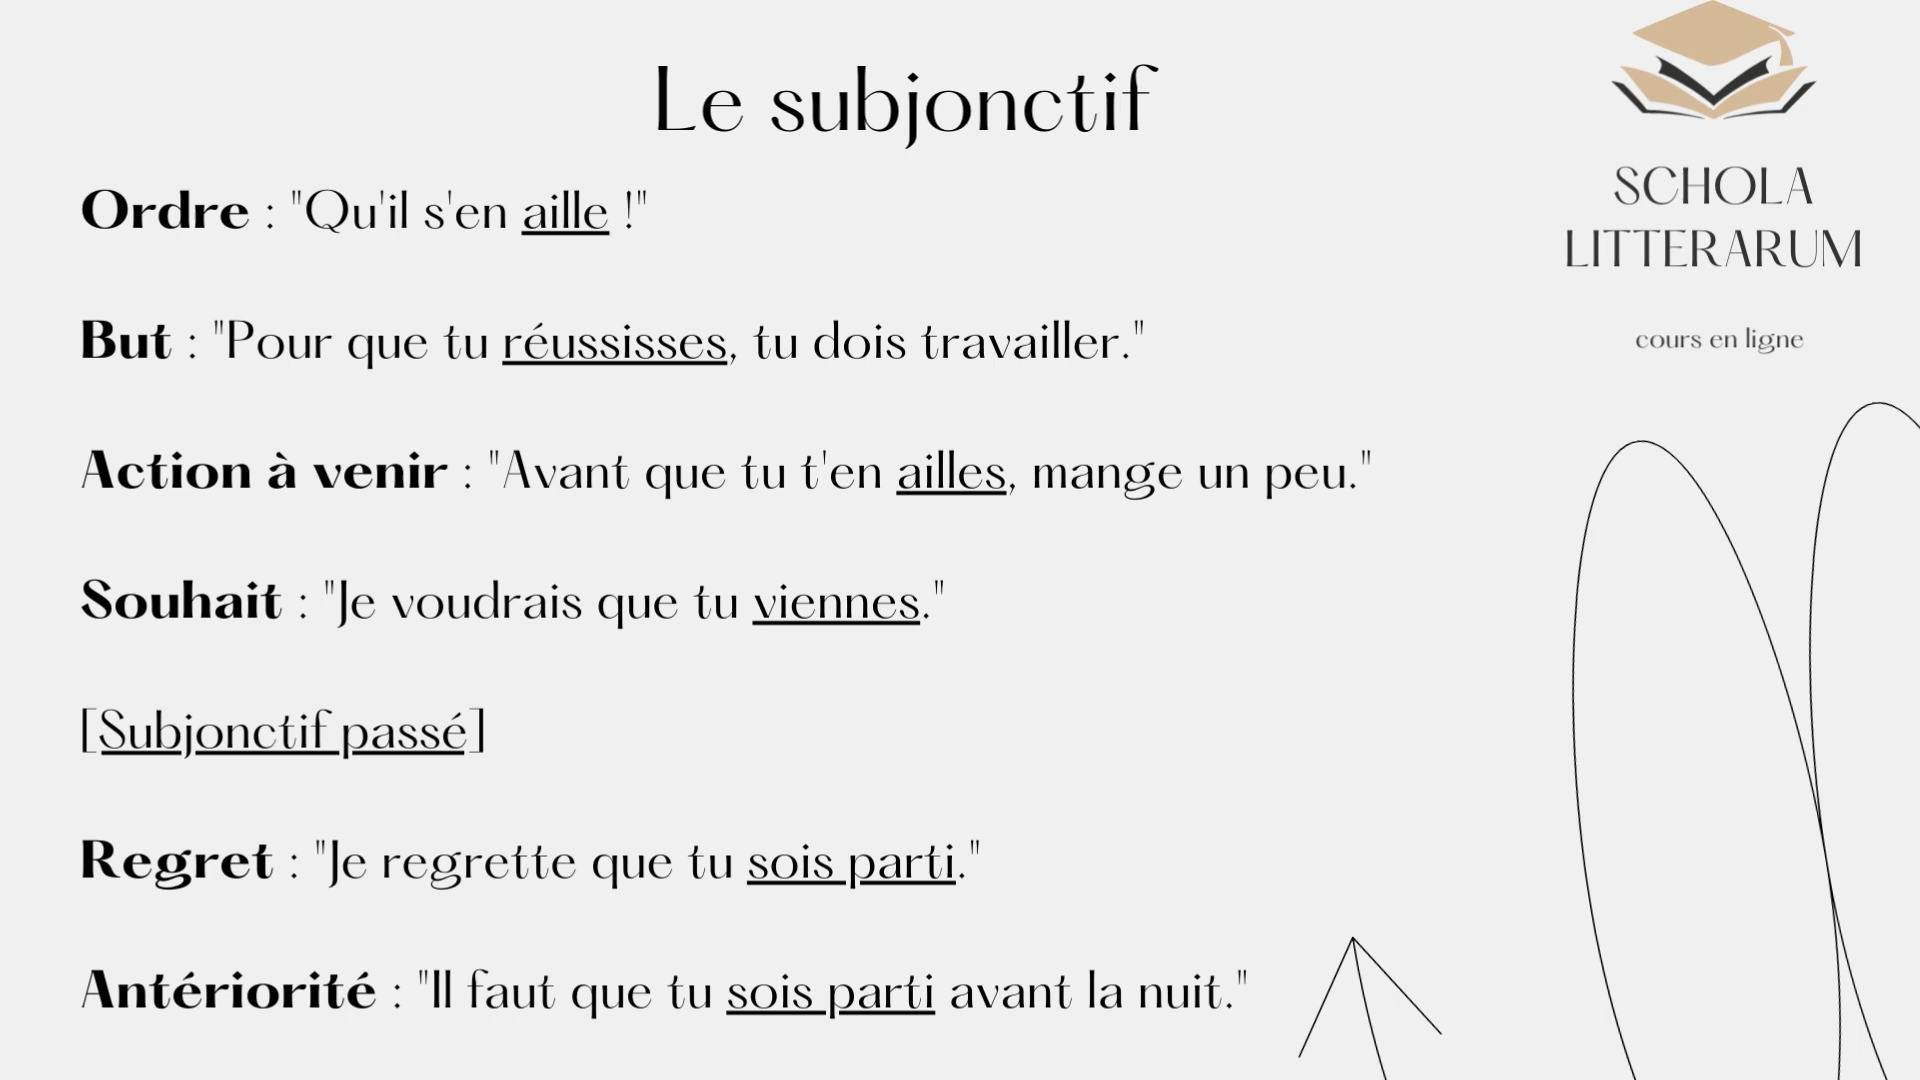 Le subjonctif
Ordre : "Qu'il s'en aille !"
But : "Pour que tu réussisses, tu dois travailler."
Action à venir : "Avant que tu t'en ailles, mange un peu."
Souhait : "Je voudrais que tu viennes."
[Subjonctif passé]
Regret : "Je regrette que tu sois parti."
Antériorité : "Il faut que tu sois parti avant la nuit."
SCHOLA
LITTERARUM
cours en ligne